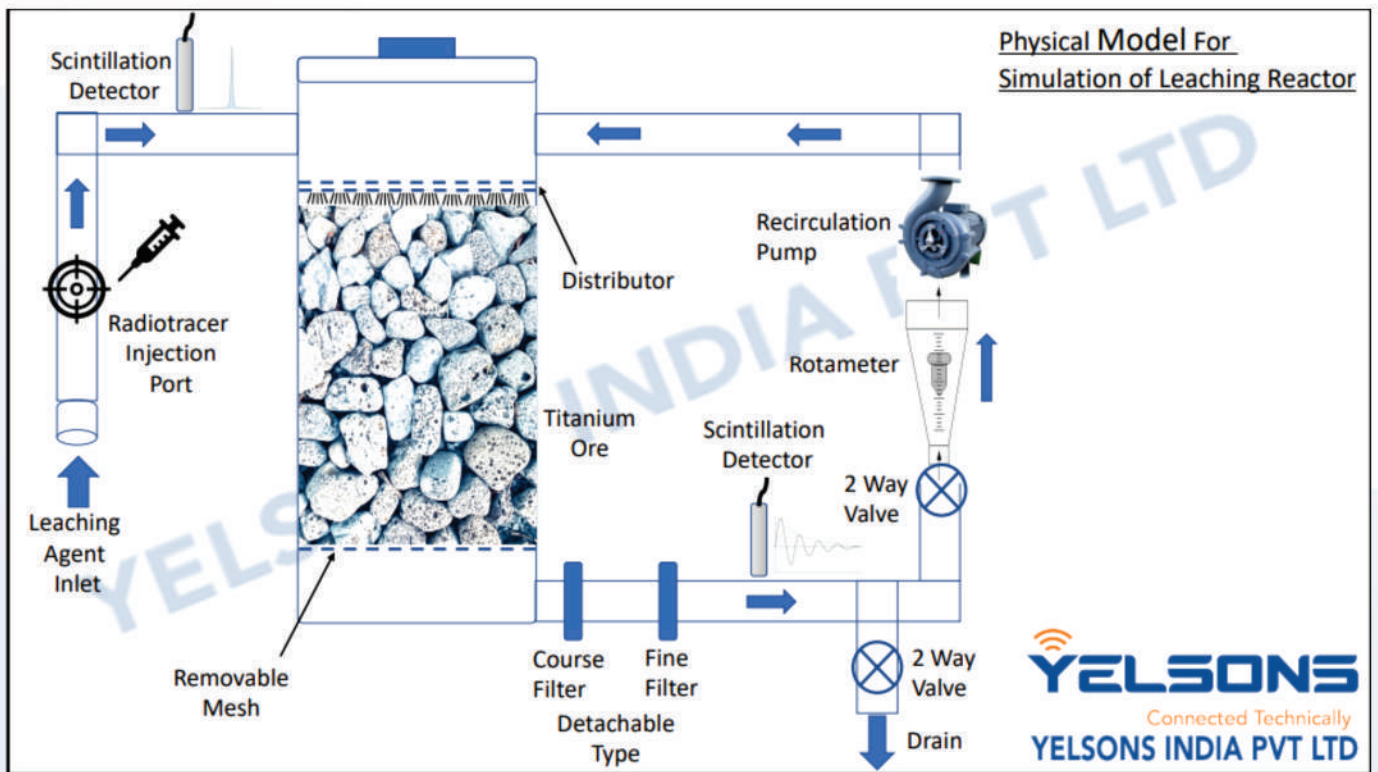 Physical Model For
Simulation of Leaching Reactor
Scintillation
Detector
Radiotracer
Injection
Port
Leaching
Agent
Inlet
Distributor
Titanium
Ore
Removable
Mesh
Course
Filter
Fine
Filter
Detachable
Type
Scintillation
Detector
Recirculation
Pump
Rotameter
2 Way
Valve
2 Way
Valve
Drain
YELSONS INDIA PVT LTD
YELSONS
Connected Technically
YELSONS INDIA PVT LTD